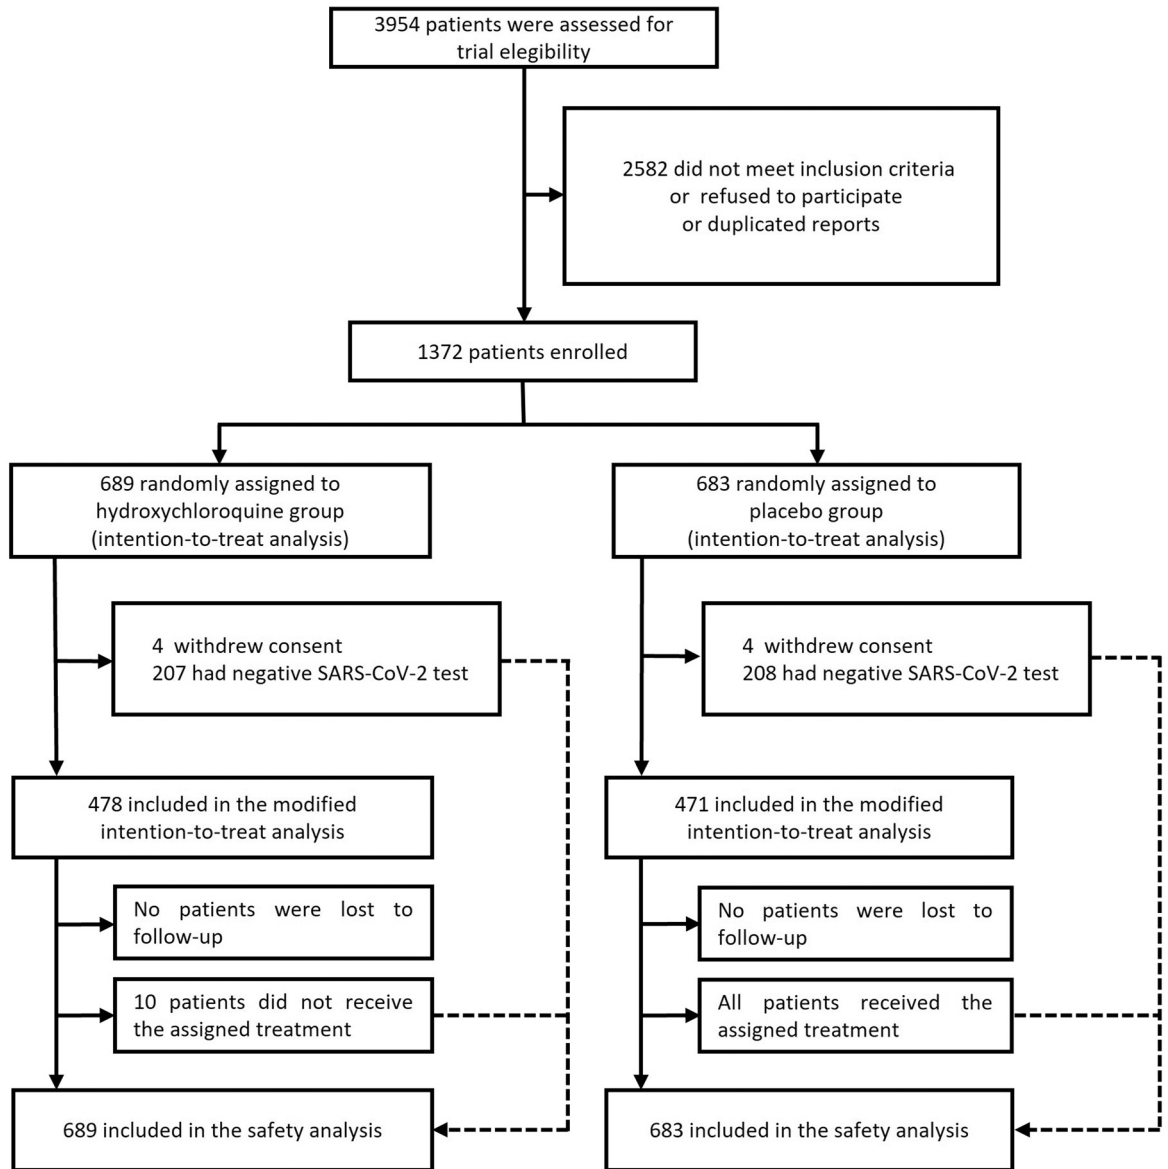 3954 patients were assessed for
trial elegibility
2582 did not meet inclusion criteria
or refused to participate
or duplicated reports
1372 patients enrolled
689 randomly assigned to
hydroxychloroquine group
(intention-to-treat analysis)
683 randomly assigned to
placebo group
(intention-to-treat analysis)
4 withdrew consent
207 had negative SARS-CoV-2 test
4 withdrew consent
208 had negative SARS-CoV-2 test
478 included in the modified
intention-to-treat analysis
471 included in the modified
intention-to-treat analysis
No patients were lost to
follow-up
No patients were lost to
follow-up
10 patients did not receive
the assigned treatment
All patients received the
assigned treatment
689 included in the safety analysis
683 included in the safety analysis